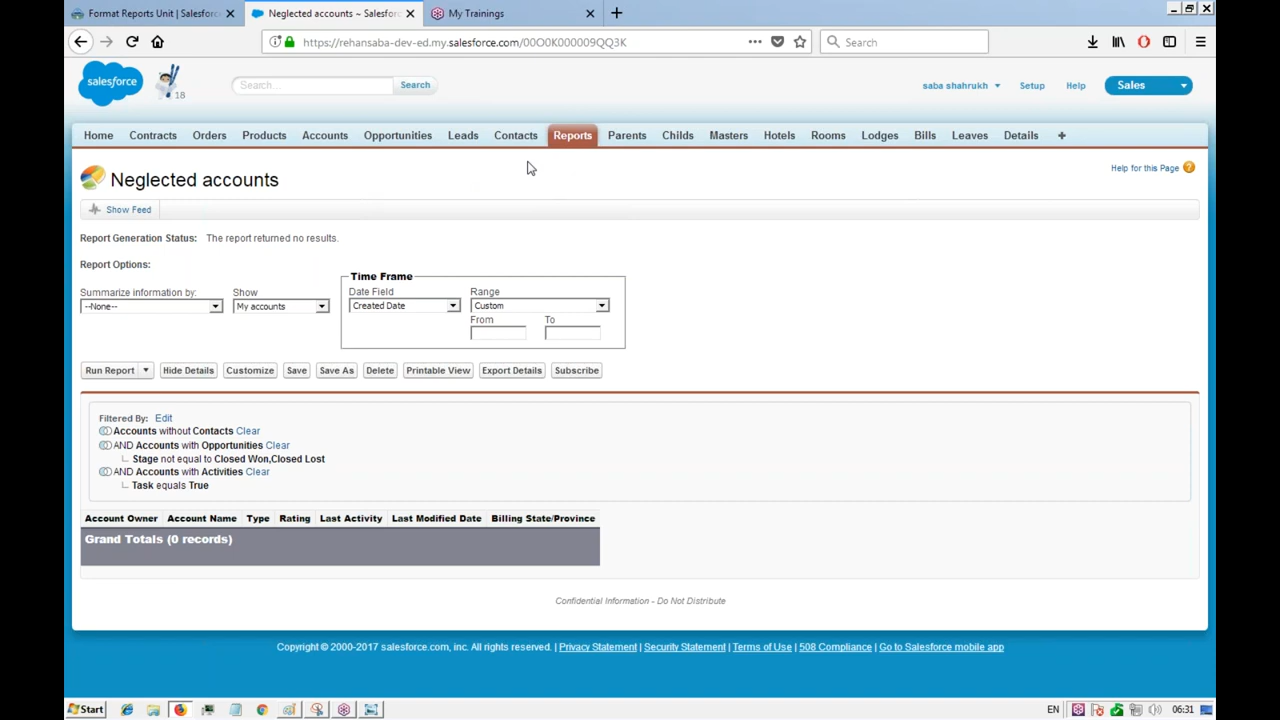 Format Reports Unit | Salesforc
Neglected accounts ~ Salesforc
My Trainings
https://rehansaba-dev-ed.my.salesforce.com/00O0K000009QQ3K
Search
salesforce
18
Search...
Search
saba shahrukh
Setup
Help
Sales
Home Contracts Orders Products Accounts Opportunities Leads Contacts Reports Parents Childs Masters Hotels Rooms Lodges Bills Leaves Details +
Neglected accounts
Help for this Page ?
Show Feed
Report Generation Status: The report returned no results.
Report Options:
Time Frame
Summarize information by: Show Date Field Range
--None-- My accounts Created Date Custom
From To
Run Report Hide Details Customize Save Save As Delete Printable View Export Details Subscribe
Filtered By: Edit
Accounts without Contacts Clear
AND Accounts with Opportunities Clear
Stage not equal to Closed Won,Closed Lost
AND Accounts with Activities Clear
Task equals True
Account Owner Account Name Type Rating Last Activity Last Modified Date Billing State/Province
Grand Totals (0 records)
Confidential Information - Do Not Distribute
Copyright © 2000-2017 salesforce.com, inc. All rights reserved. | Privacy Statement | Security Statement | Terms of Use | 508 Compliance | Go to Salesforce mobile app
Start
EN
06:31